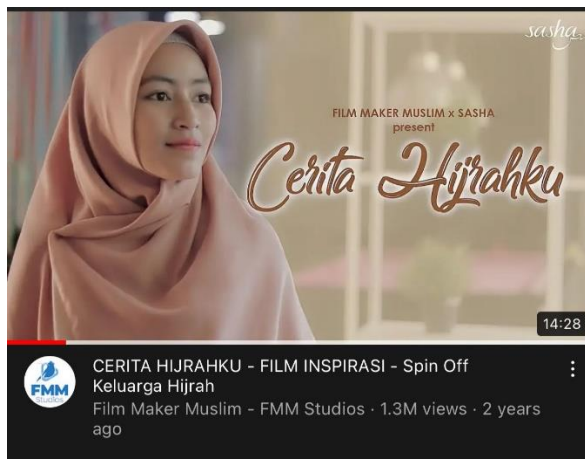 sasha
FILM MAKER MUSLIM x SASHA
present
Cerita Hijrahku
14:28
FMM
Studios
CERITA HIJRAHKU - FILM INSPIRASI - Spin Off
Keluarga Hijrah
Film Maker Muslim - FMM Studios · 1.3M views · 2 years
ago